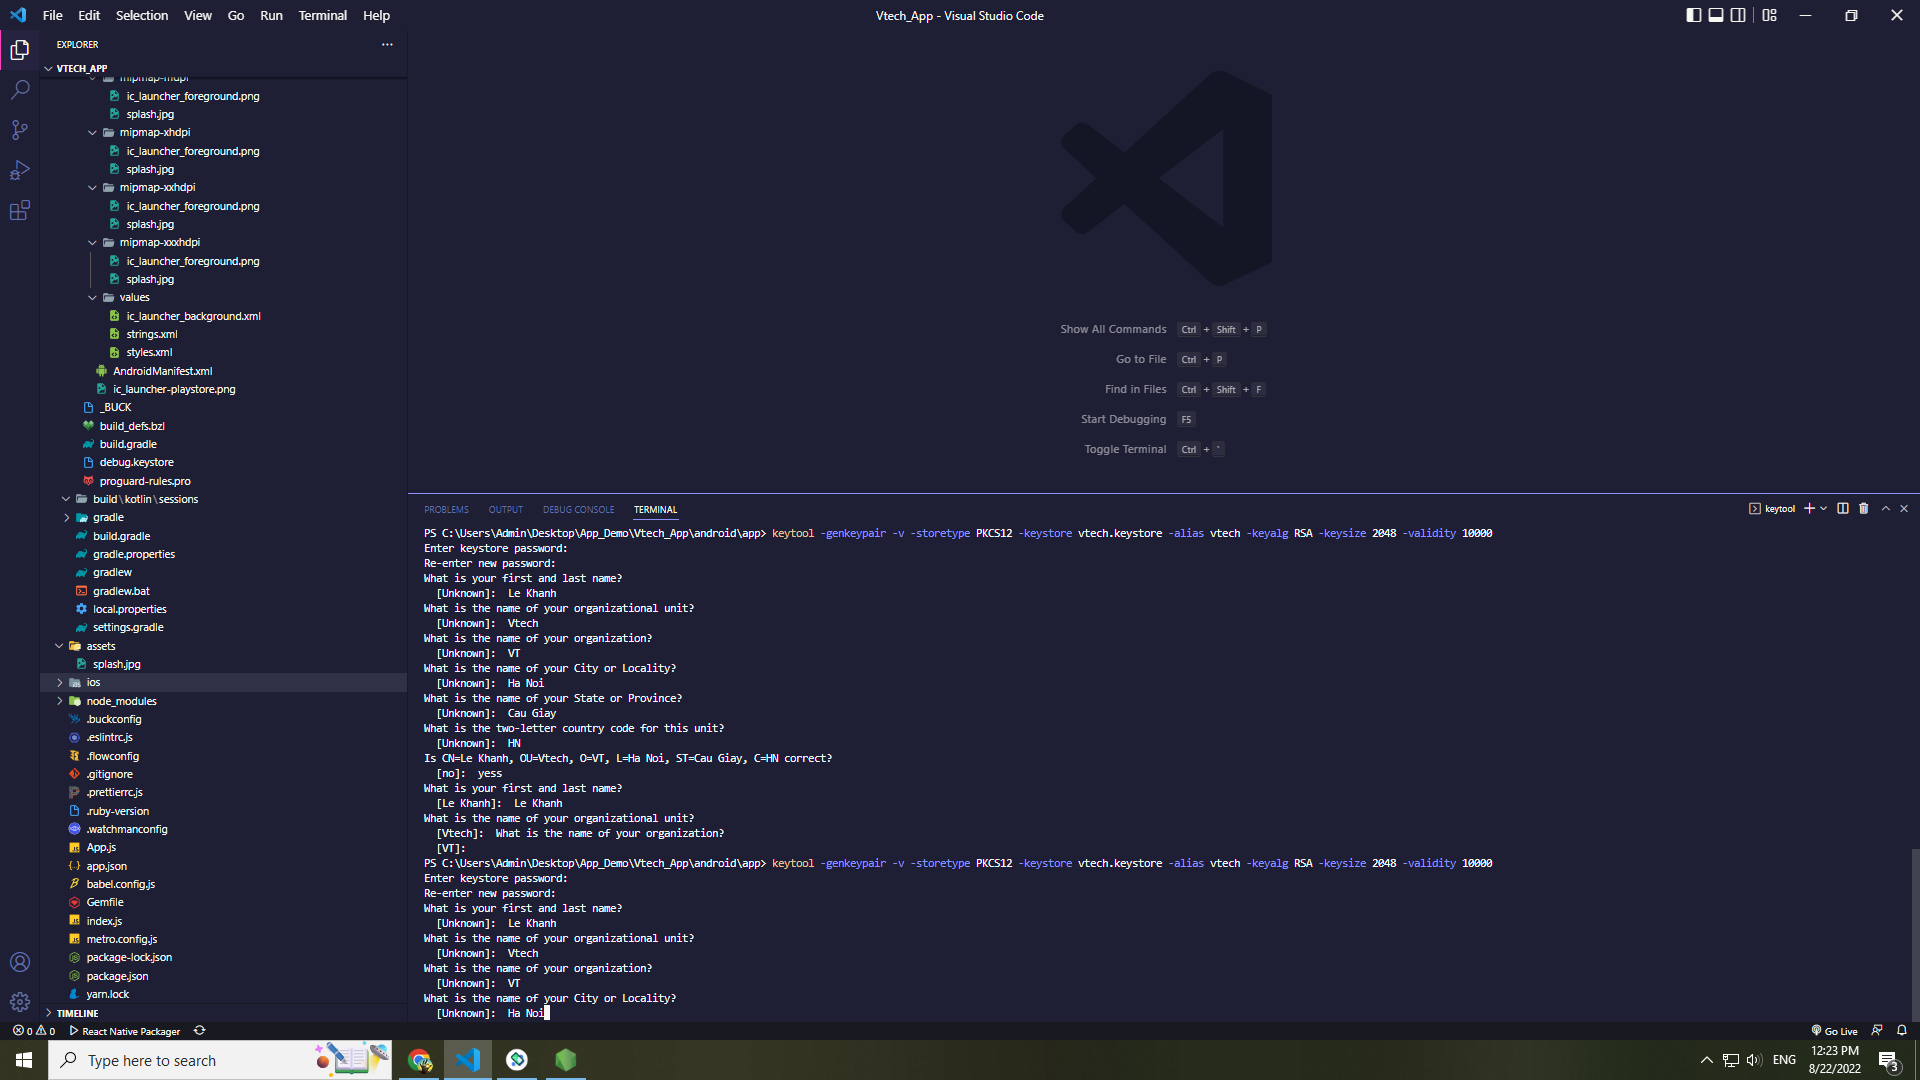 File Edit Selection View Go Run Terminal Help
Vtech_App - Visual Studio Code
EXPLORER
VTECH_APP
mipmap-mdpi
ic_launcher_foreground.png
splash.jpg
mipmap-xhdpi
ic_launcher_foreground.png
splash.jpg
mipmap-xxhdpi
ic_launcher_foreground.png
splash.jpg
mipmap-xxxhdpi
ic_launcher_foreground.png
splash.jpg
values
ic_launcher_background.xml
strings.xml
styles.xml
AndroidManifest.xml
ic_launcher-playstore.png
_BUCK
build_defs.bzl
build.gradle
debug.keystore
proguard-rules.pro
build\kotlin\sessions
gradle
build.gradle
gradle.properties
gradlew
gradlew.bat
local.properties
settings.gradle
assets
splash.jpg
ios
node_modules
.buckconfig
.eslintrc.js
.flowconfig
.gitignore
.prettierrc.js
.ruby-version
.watchmanconfig
App.js
app.json
babel.config.js
Gemfile
index.js
metro.config.js
package-lock.json
package.json
yarn.lock
TIMELINE
Show All Commands Ctrl + Shift + P
Go to File Ctrl + P
Find in Files Ctrl + Shift + F
Start Debugging F5
Toggle Terminal Ctrl + `
PROBLEMS OUTPUT DEBUG CONSOLE TERMINAL
keytool
PS C:\Users\Admin\Desktop\App_Demo\Vtech_App\android\app> keytool -genkeypair -v -storetype PKCS12 -keystore vtech.keystore -alias vtech -keyalg RSA -keysize 2048 -validity 10000
Enter keystore password:
Re-enter new password:
What is your first and last name?
[Unknown]: Le Khanh
What is the name of your organizational unit?
[Unknown]: Vtech
What is the name of your organization?
[Unknown]: VT
What is the name of your City or Locality?
[Unknown]: Ha Noi
What is the name of your State or Province?
[Unknown]: Cau Giay
What is the two-letter country code for this unit?
[Unknown]: HN
Is CN=Le Khanh, OU=Vtech, O=VT, L=Ha Noi, ST=Cau Giay, C=HN correct?
[no]: yess
What is your first and last name?
[Le Khanh]: Le Khanh
What is the name of your organizational unit?
[Vtech]: What is the name of your organization?
[VT]:
PS C:\Users\Admin\Desktop\App_Demo\Vtech_App\android\app> keytool -genkeypair -v -storetype PKCS12 -keystore vtech.keystore -alias vtech -keyalg RSA -keysize 2048 -validity 10000
Enter keystore password:
Re-enter new password:
What is your first and last name?
[Unknown]: Le Khanh
What is the name of your organizational unit?
[Unknown]: Vtech
What is the name of your organization?
[Unknown]: VT
What is the name of your City or Locality?
[Unknown]: Ha Noi
0 0 React Native Packager
Go Live
Type here to search
ENG
12:23 PM
8/22/2022
3